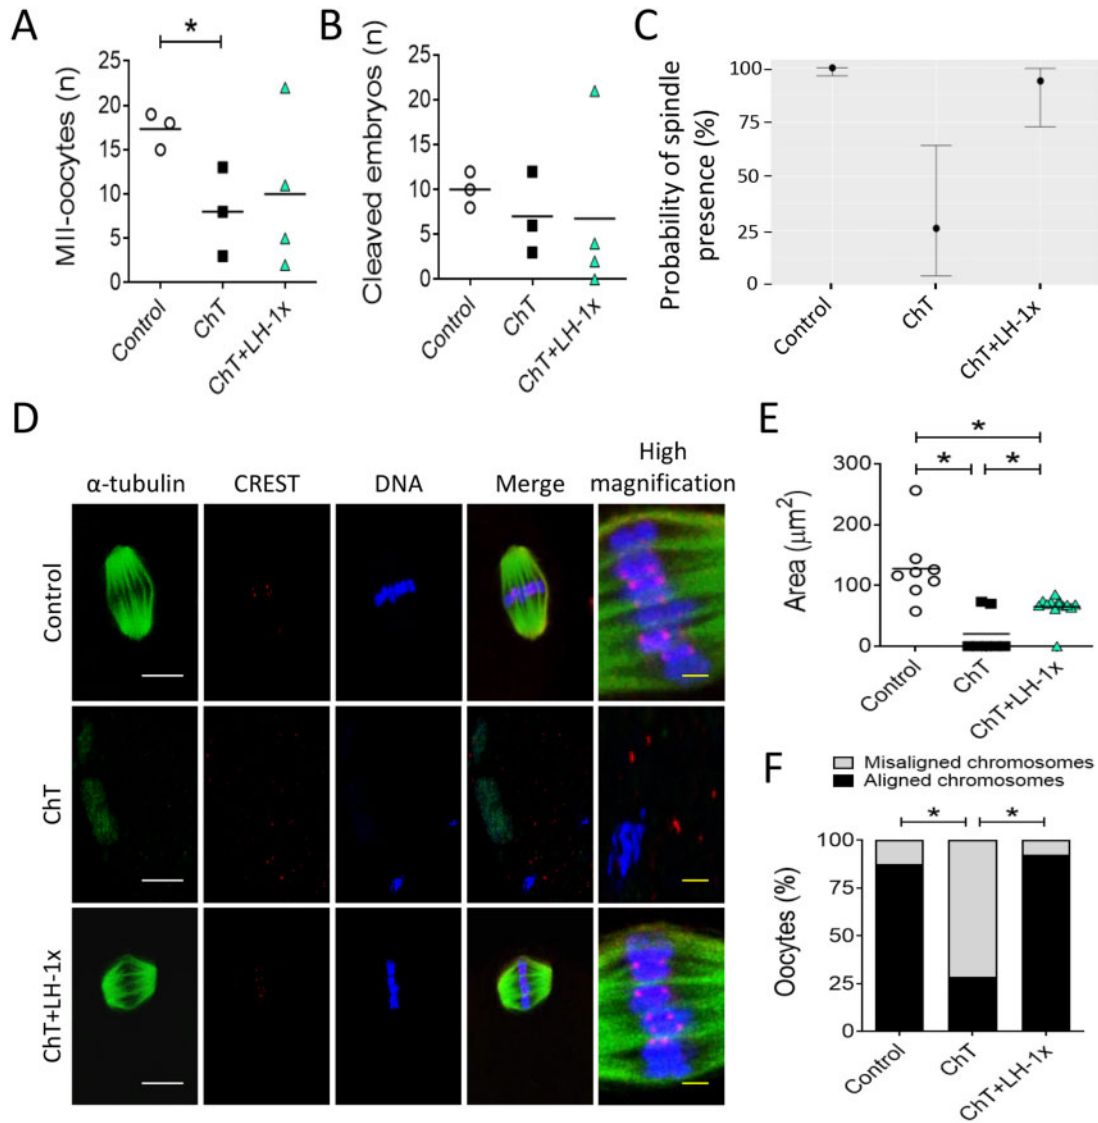 A
*
MII-oocytes (n)
25
20
15
10
5
0
Control
ChT
ChT+LH-1x
B
Cleaved embryos (n)
25
20
15
10
5
0
Control
ChT
ChT+LH-1x
C
Probability of spindle
presence (%)
100
75
50
25
0
Control
ChT
ChT+LH-1x
D
α-tubulin
CREST
DNA
Merge
High
magnification
Control
ChT
ChT+LH-1x
E
*
* *
Area (μm²)
300
200
100
0
Control
ChT
ChT+LH-1x
F
Misaligned chromosomes
Aligned chromosomes
* *
Oocytes (%)
100
75
50
25
0
Control
ChT
ChT+LH-1x